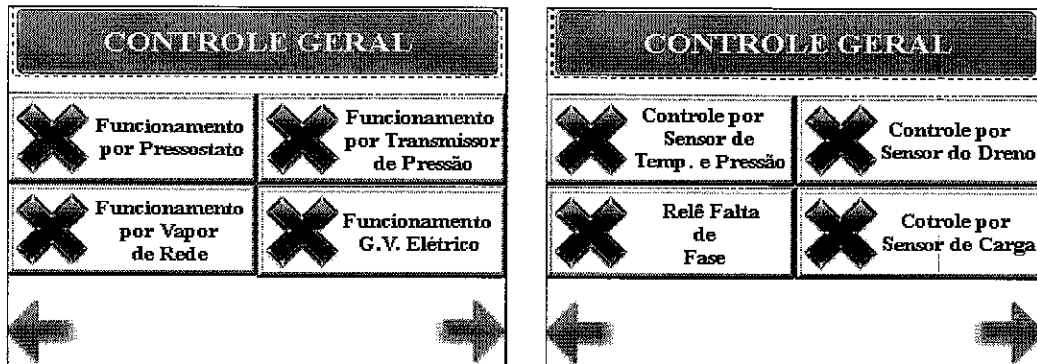 CONTROLE GERAL
Funcionamento
por Pressostato
Funcionamento
por Transmissor
de Pressão
Funcionamento
por Vapor
de Rede
Funcionamento
G.V. Elétrico
CONTROLE GERAL
Controle por
Sensor de
Temp. e Pressão
Controle por
Sensor do Dreno
Relê Falta
de
Fase
Cotrole por
Sensor de Carga